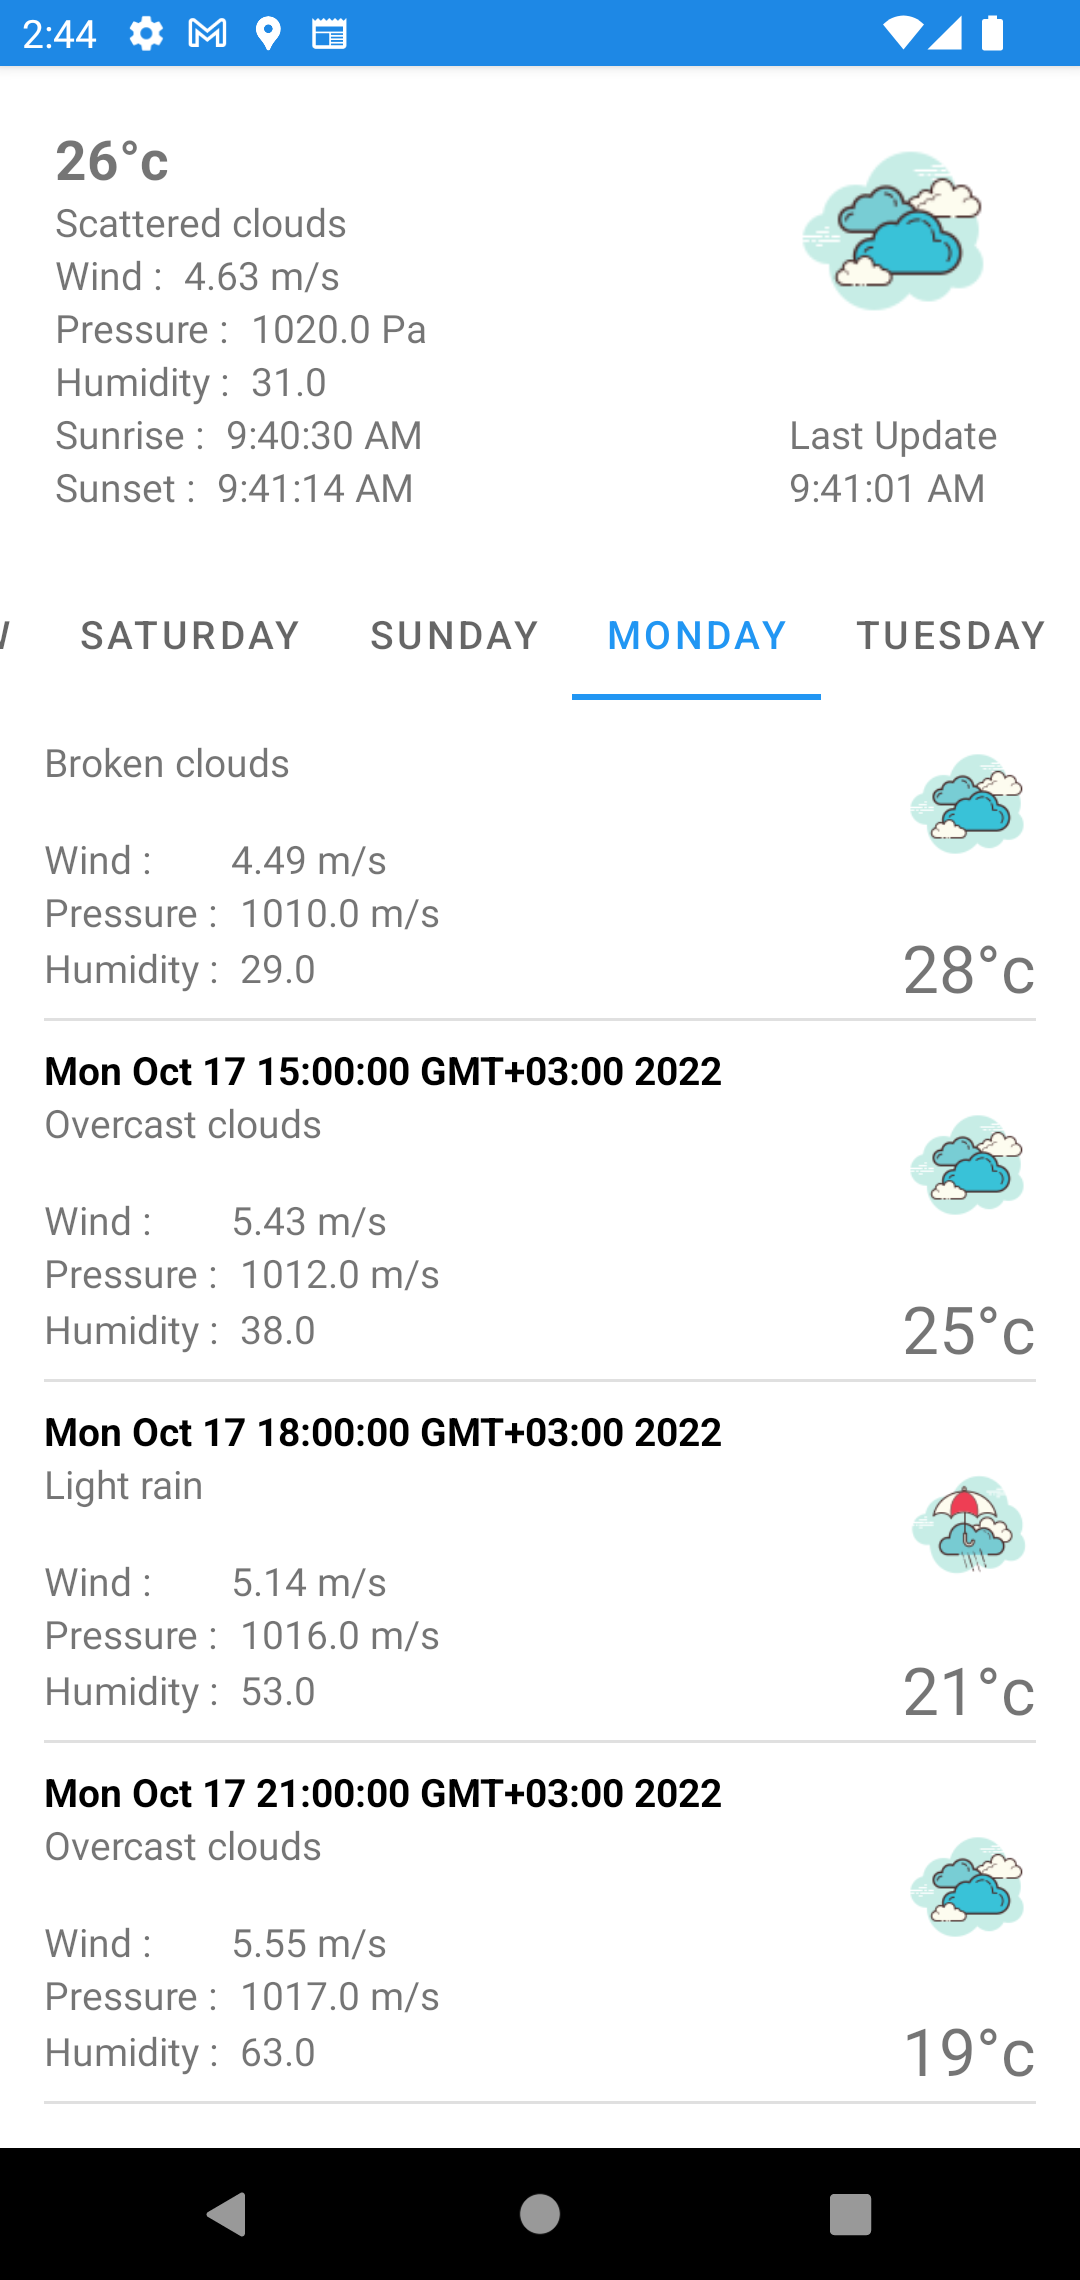 2:44
26°c
Scattered clouds
Wind : 4.63 m/s
Pressure : 1020.0 Pa
Humidity : 31.0
Sunrise : 9:40:30 AM
Sunset : 9:41:14 AM
Last Update
9:41:01 AM
SATURDAY SUNDAY MONDAY TUESDAY
Broken clouds
Wind : 4.49 m/s
Pressure : 1010.0 m/s
Humidity : 29.0
28°c
Mon Oct 17 15:00:00 GMT+03:00 2022
Overcast clouds
Wind : 5.43 m/s
Pressure : 1012.0 m/s
Humidity : 38.0
25°c
Mon Oct 17 18:00:00 GMT+03:00 2022
Light rain
Wind : 5.14 m/s
Pressure : 1016.0 m/s
Humidity : 53.0
21°c
Mon Oct 17 21:00:00 GMT+03:00 2022
Overcast clouds
Wind : 5.55 m/s
Pressure : 1017.0 m/s
Humidity : 63.0
19°c